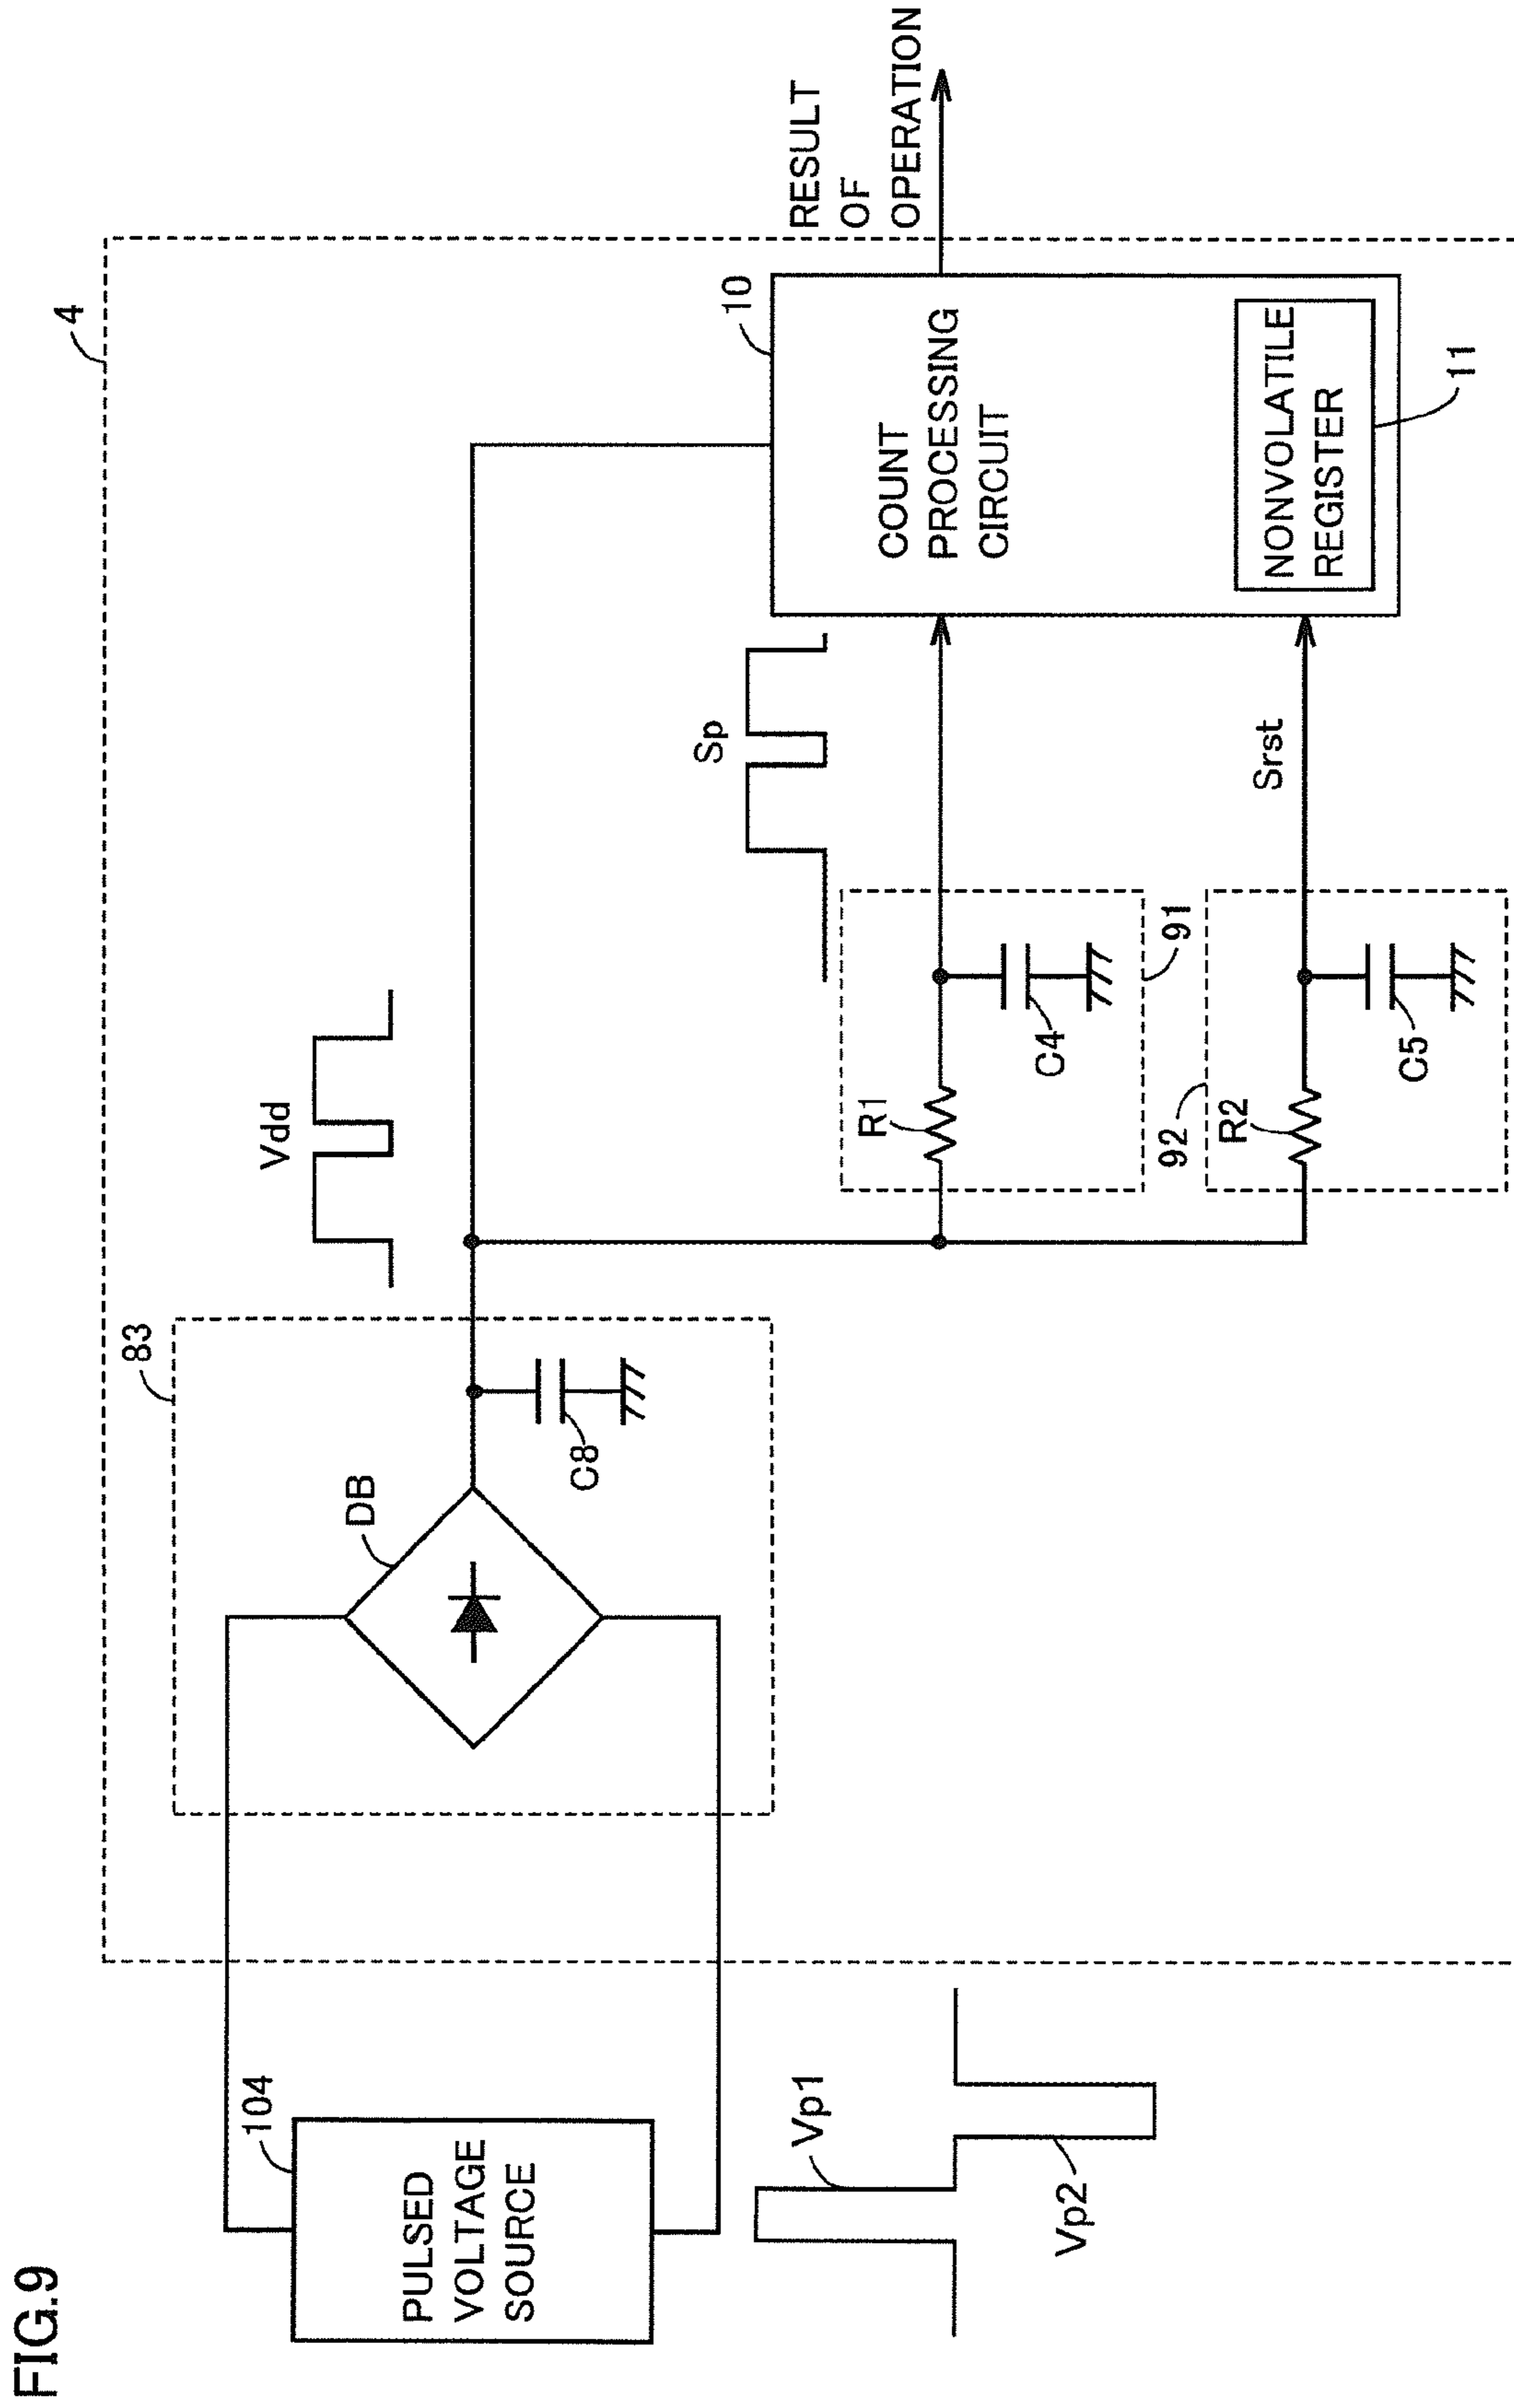 FIG.9
4
83
104
PULSED
VOLTAGE
SOURCE
Vp1
Vp2
DB
C8
Vdd
Sp
R1
C4
91
92
R2
C5
Srst
10
COUNT
PROCESSING
CIRCUIT
NONVOLATILE
REGISTER
11
RESULT
OF
OPERATION